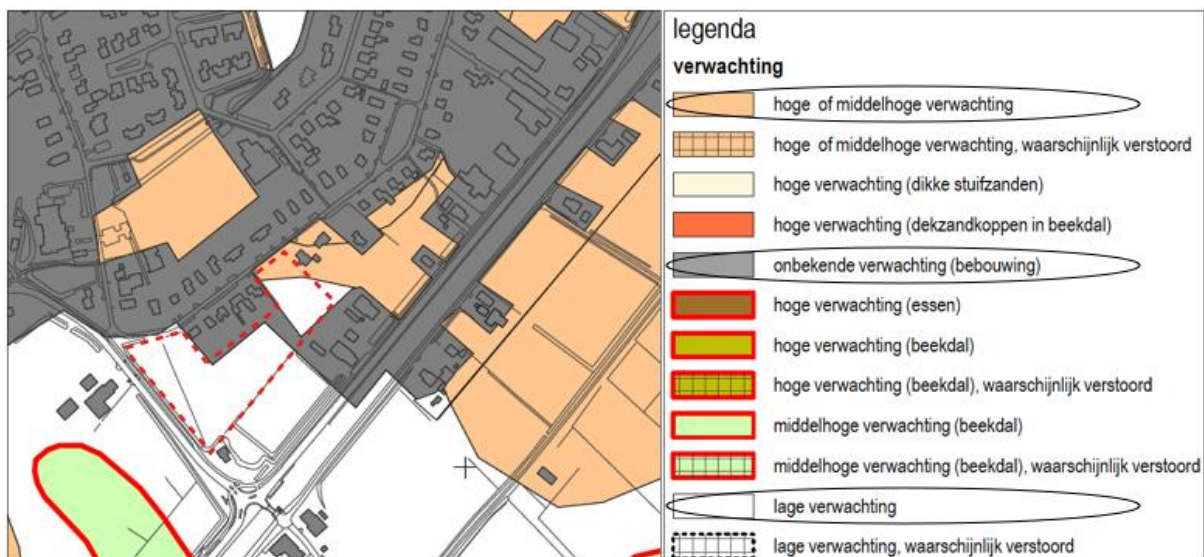 legenda
verwachting
hoge of middelhoge verwachting
hoge of middelhoge verwachting, waarschijnlijk verstoord
hoge verwachting (dikke stuifzanden)
hoge verwachting (dekzandkoppen in beekdal)
onbekende verwachting (bebouwing)
hoge verwachting (essen)
hoge verwachting (beekdal)
hoge verwachting (beekdal), waarschijnlijk verstoord
middelhoge verwachting (beekdal)
middelhoge verwachting (beekdal), waarschijnlijk verstoord
lage verwachting
lage verwachting, waarschijnlijk verstoord